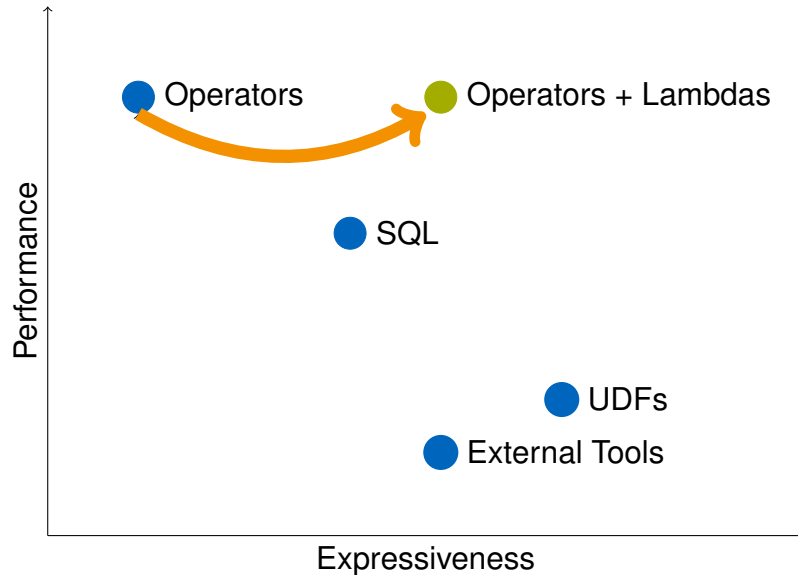 Operators
Operators + Lambdas
SQL
Performance
UDFs
External Tools
Expressiveness